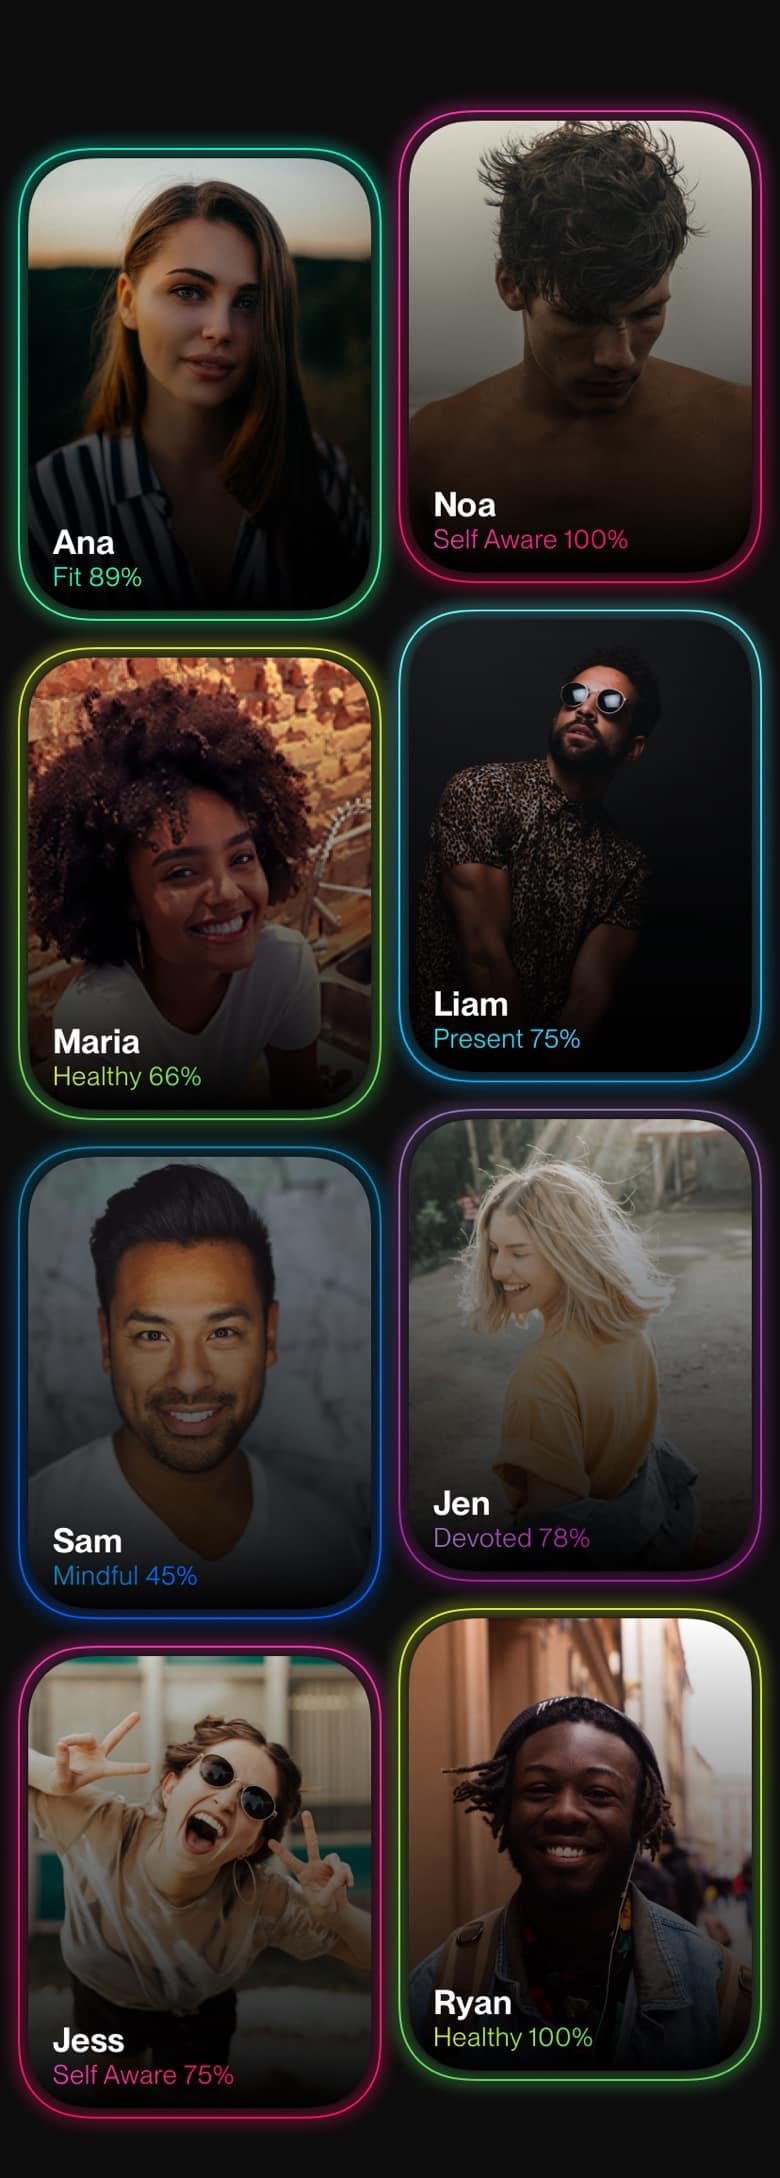 Noa
Self Aware 100%
Ana
Fit 89%
Liam
Present 75%
Maria
Healthy 66%
Jen
Devoted 78%
Sam
Mindful 45%
Ryan
Healthy 100%
Jess
Self Aware 75%